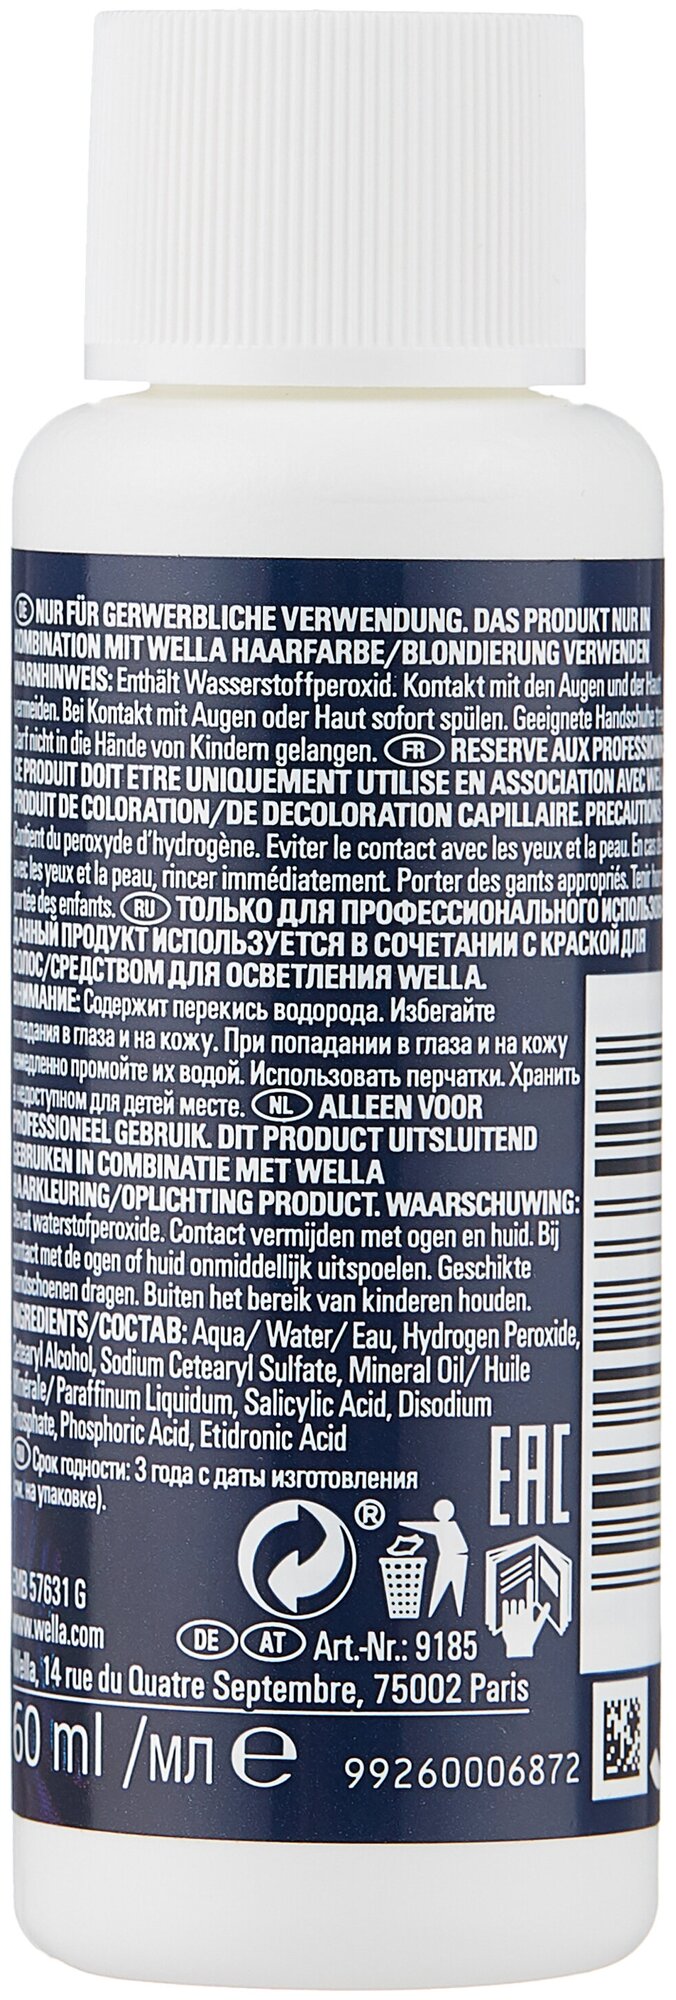 DE NUR FÜR GERWERBLICHE VERWENDUNG. DAS PRODUKT NUR IN
KOMBINATION MIT WELLA HAARFARBE/BLONDIERUNG VERWENDEN
WARNHINWEIS: Enthält Wasserstoffperoxid. Kontakt mit den Augen und der Haut
vermeiden. Bei Kontakt mit Augen oder Haut sofort spülen. Geeignete Handschuhe
Darf nicht in die Hände von Kindern gelangen. FR RESERVE AUX
CE PRODUIT DOIT ETRE UNIQUEMENT UTILISE EN ASSOCIATION AVEC
PRODUIT DE COLORATION/DE DECOLORATION CAPILLAIRE. PRECAUTIONS
Contient du peroxyde d'hydrogène. Eviter le contact avec les yeux et la peau. En cas de
avec les yeux et la peau, rincer immédiatement. Porter des gants appropriés. Tenir
portée des enfants. RU ТОЛЬКО ДЛЯ ПРОФЕССИОНАЛЬНОГО
ДАННЫЙ ПРОДУКТ ИСПОЛЬЗУЕТСЯ В СОЧЕТАНИИ С КРАСКОЙ ДЛЯ
ВОЛОС/СРЕДСТВОМ ДЛЯ ОСВЕТЛЕНИЯ WELLA.
ВНИМАНИЕ: Содержит перекись водорода. Избегайте
попадания в глаза и на кожу. При попадании в глаза и на кожу
немедленно промойте их водой. Использовать перчатки. Хранить
в недоступном для детей месте. NL ALLEEN VOOR
PROFESSIONEEL GEBRUIK. DIT PRODUCT UITSLUITEND
GEBRUIKEN IN COMBINATIE MET WELLA
HAARKLEURING/OPLICHTING PRODUCT. WAARSCHUWING:
Bevat waterstofperoxide. Contact vermijden met ogen en huid. Bij
contact met de ogen of huid onmiddellijk uitspoelen. Geschikte
handschoenen dragen. Buiten het bereik van kinderen houden.
INGREDIENTS/СОСТАВ: Aqua/ Water/ Eau, Hydrogen Peroxide,
Cetearyl Alcohol, Sodium Cetearyl Sulfate, Mineral Oil/ Huile
Minérale/ Paraffinum Liquidum, Salicylic Acid, Disodium
Phosphate, Phosphoric Acid, Etidronic Acid
RU Срок годности: 3 года с даты изготовления
(см. на упаковке).
EAC
®
EMB 57631 G
www.wella.com
DE AT Art.-Nr.: 9185
Wella, 14 rue du Quatre Septembre, 75002 Paris
60 ml /мл e
99260006872